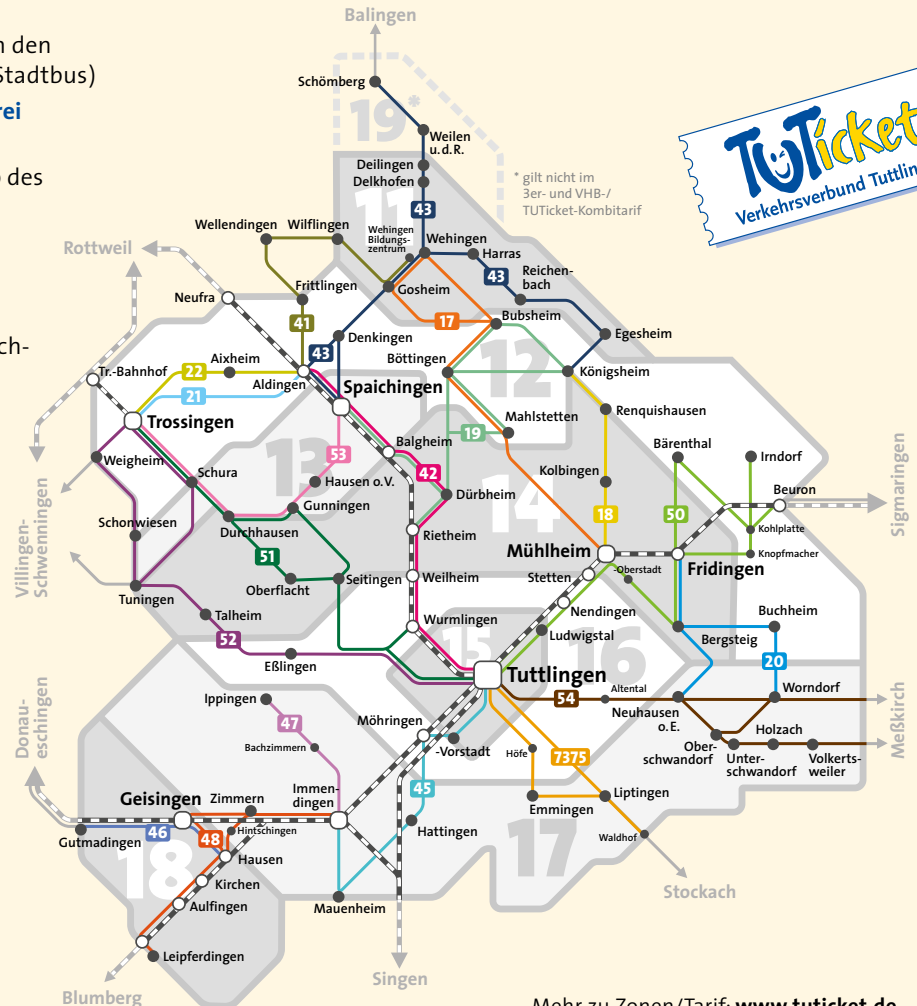 Balingen
n den
Stadtbus)
rei
des
ch-
Schömberg
19*
Weilen
u.d.R.
Deilingen
Delkhofen
* gilt nicht im
3er- und VHB-/
TUTicket-Kombitarif
TUTicket
Verkehrsverbund Tuttlin
11
43
Wellendingen
Wilflingen
Wehingen
Bildungs-
zentrum
Wehingen
Harras
Rottweil
43
Reichen-
bach
Neufra
Frittlingen
Gosheim
41
17
Bubsheim
Egesheim
Denkingen
43
Böttingen
12
Königsheim
Tr.-Bahnhof
22
Aixheim
21
Aldingen
Spaichingen
Trossingen
Mahlstetten
Renquishausen
19
13
53
Balgheim
Bärenthal
Irndorf
Weigheim
Schura
Hausen o.V.
42
Kolbingen
Beuron
Sigmaringen
Villingen-
Schwenningen
Gunningen
Dürbheim
14
18
50
Schonwiesen
Durchhausen
Rietheim
Kohlplatte
51
Mühlheim
Knopfmacher
Fridingen
Oberflacht
Seitingen
Weilheim
Stetten
-Oberstadt
Tuningen
Talheim
Wurmlingen
Nendingen
Buchheim
52
15
Ludwigstal
16
Bergsteig
Eßlingen
20
Tuttlingen
Donau-
eschingen
Ippingen
54
Altental
Worndorf
Meßkirch
47
Möhringen
Neuhausen
o.E.
Bachzimmern
-Vorstadt
Höfe
7375
Ober-
schwandorf
Holzach
Unter-
schwandorf
Volkerts-
weiler
Immen-
dingen
45
Geisingen
Zimmern
Liptingen
Emmingen
46
48
Hintschingen
Hattingen
Gutmadingen
Waldhof
17
18
Hausen
Kirchen
Stockach
Aulfingen
Mauenheim
Leipferdingen
Singen
Blumberg
Mehr zu Zonen/Tarif: www.tuticket.de